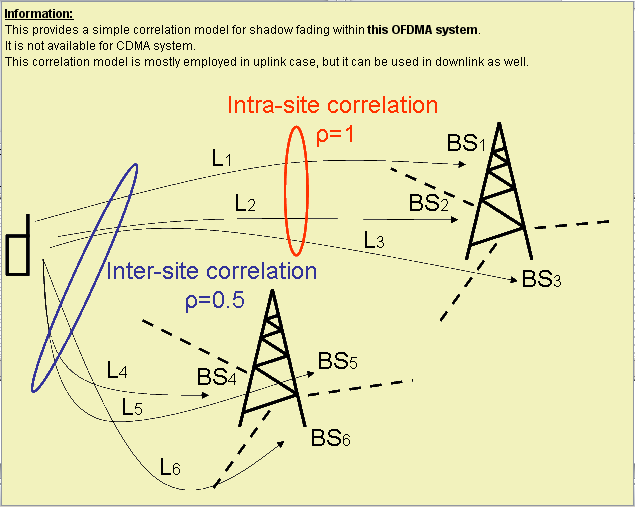 Information:
This provides a simple correlation model for shadow fading within this OFDMA system.
It is not available for CDMA system.
This correlation model is mostly employed in uplink case, but it can be used in downlink as well.
Intra-site correlation
ρ=1
L1
BS1
L2
BS2
L3
BS3
Inter-site correlation
ρ=0.5
L4
BS4
BS5
L5
BS6
L6